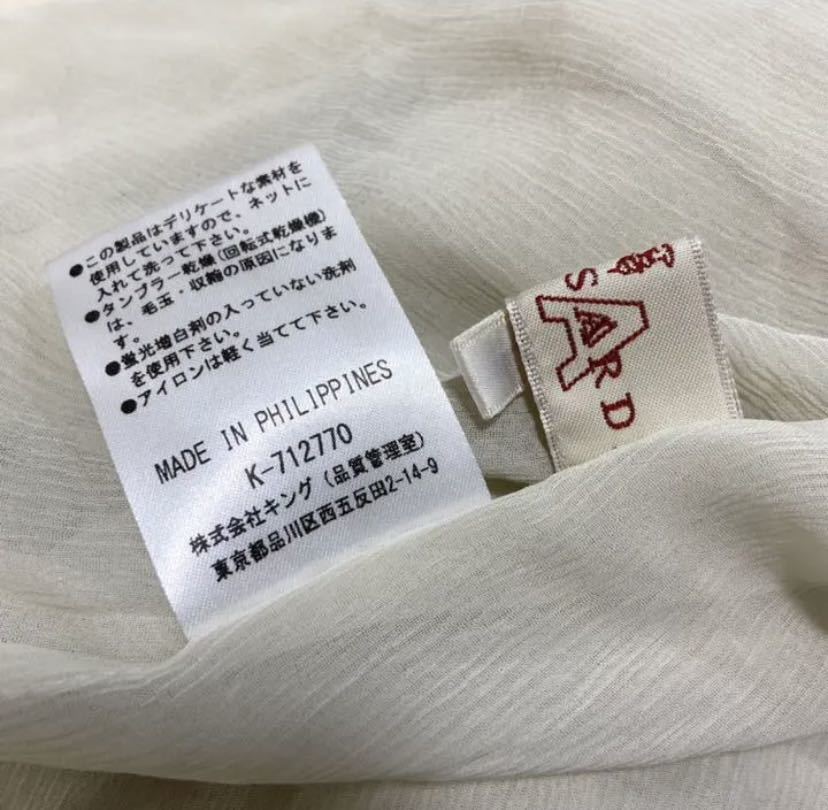 ●この製品はデリケートな素材を
使用していますので、ネットに
入れて洗って下さい。
●タンブラー乾燥(回転式乾燥機)
は、毛玉・収縮の原因になりま
す。
●蛍光増白剤の入っていない洗剤
を使用下さい。
●アイロンは軽く当てて下さい。
MADE IN PHILIPPINES
K-712770
株式会社キング(品質管理室)
東京都品川区西五反田2-14-9
S
A
R
D